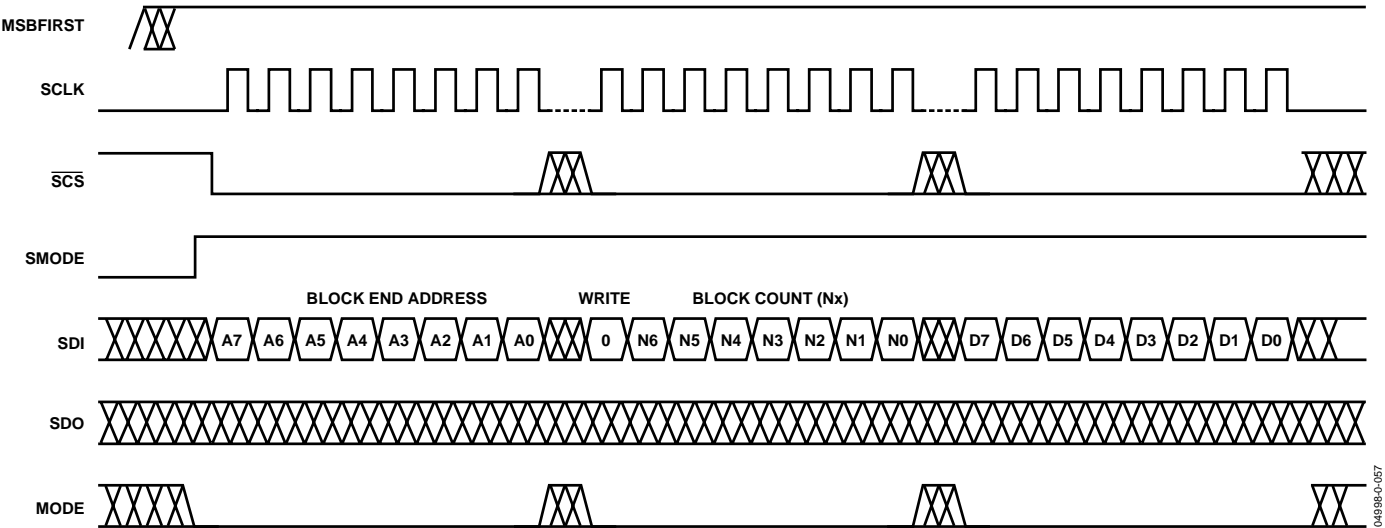 MSBFIRST
SCLK
SCS
SMODE
BLOCK END ADDRESS WRITE BLOCK COUNT (Nx)
SDI A7 A6 A5 A4 A3 A2 A1 A0 0 N6 N5 N4 N3 N2 N1 N0 D7 D6 D5 D4 D3 D2 D1 D0
SDO
MODE
04998-0-057